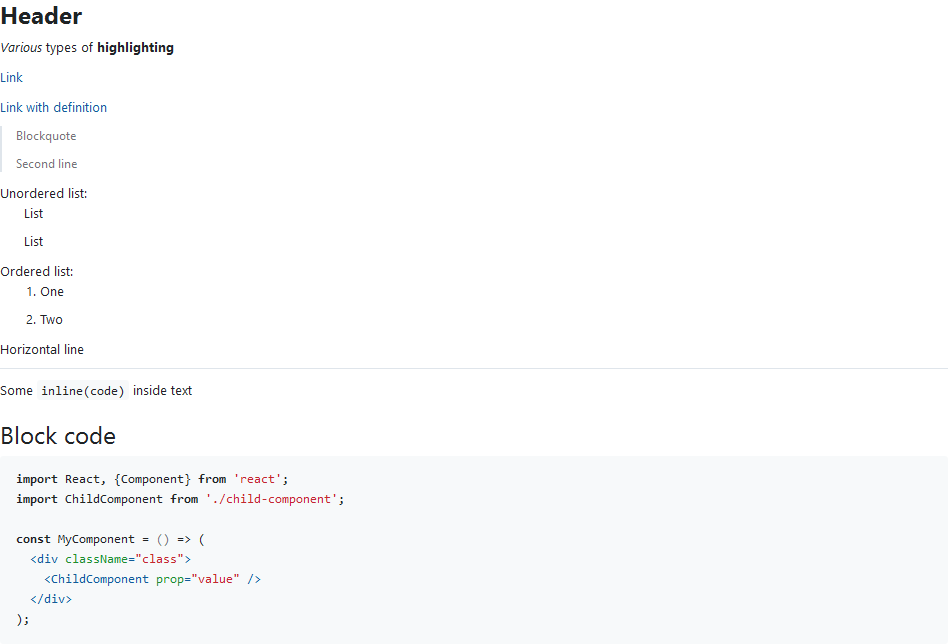 Header
Various types of highlighting
Link
Link with definition
Blockquote
Second line
Unordered list:
List
List
Ordered list:
1. One
2. Two
Horizontal line
Some inline(code) inside text
Block code
import React, {Component} from 'react';
import ChildComponent from './child-component';
const MyComponent = () => (
<div className="class">
<ChildComponent prop="value" />
</div>
);